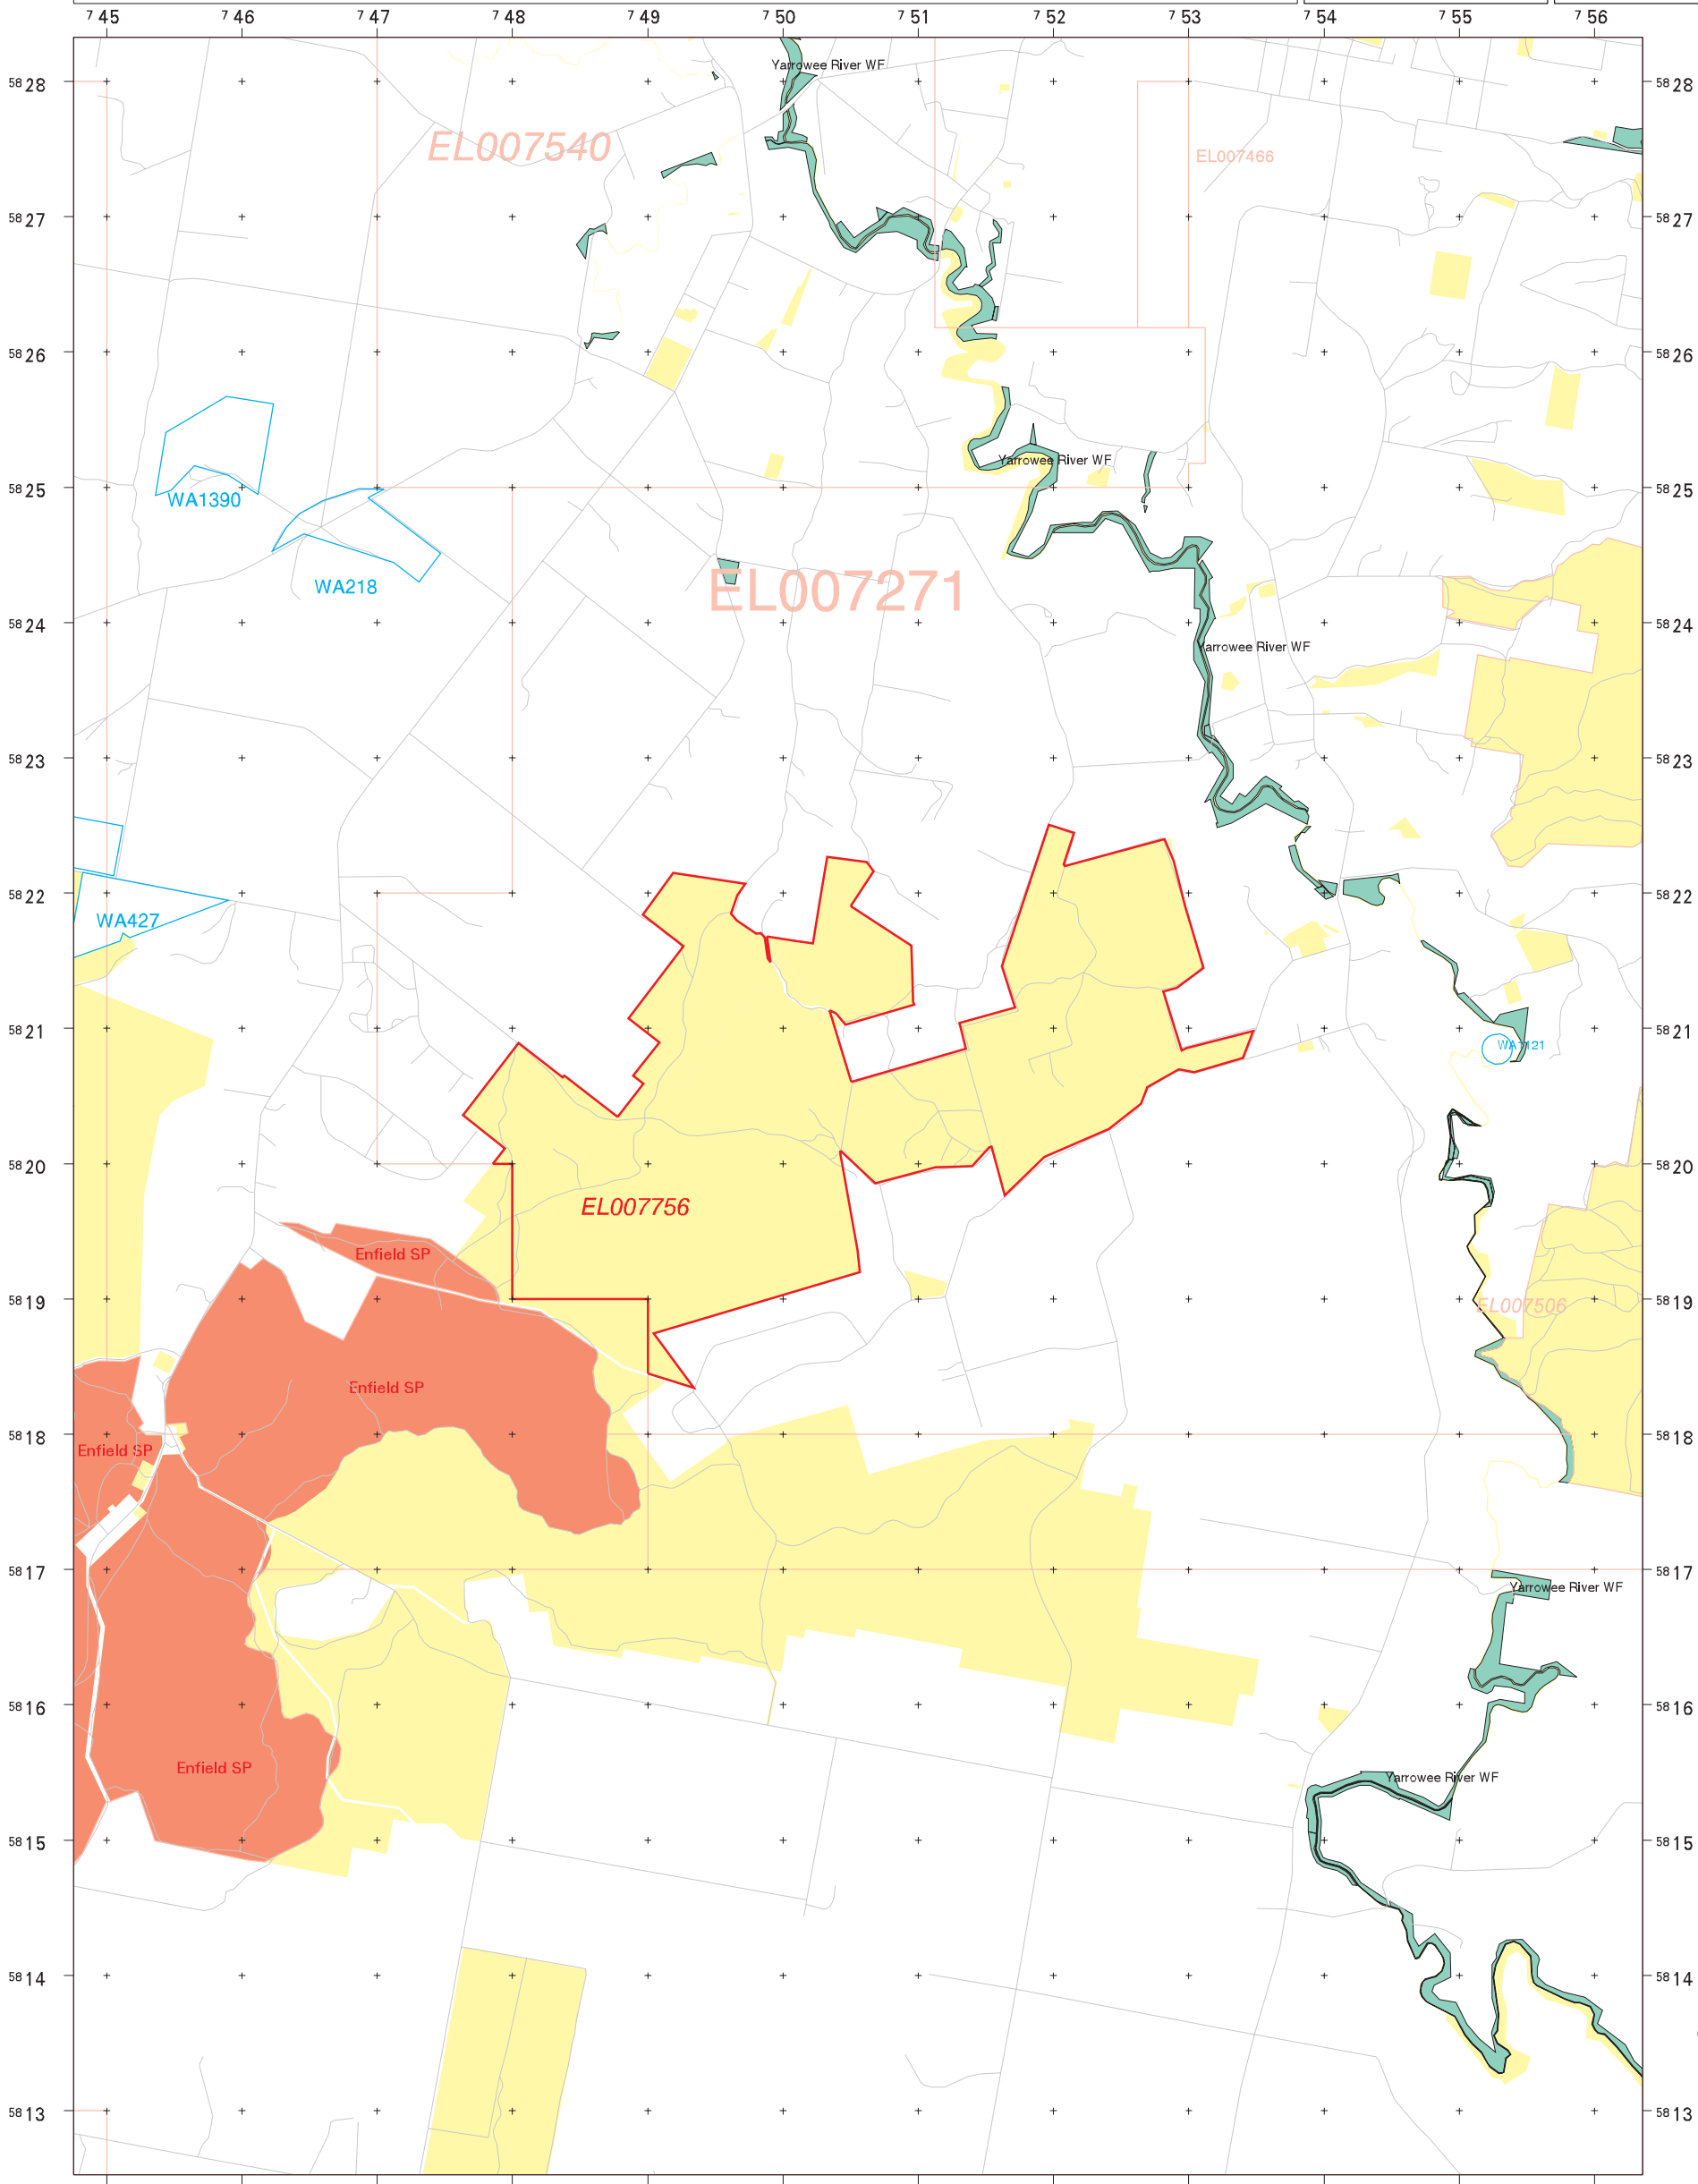 7 45 7 46 7 47 7 48 7 49 7 50 7 51 7 52 7 53 7 54 7 55 7 56
Yarrowee River WF
58 28 58 28
EL007540
EL007466
58 27 58 27
58 26 58 26
Yarrowee River WF
58 25 58 25
WA1390
WA218
EL007271
58 24 58 24
Yarrowee River WF
58 23 58 23
58 22 58 22
WA427
58 21 58 21
WA1121
58 20 58 20
EL007756
Enfield SP
58 19 58 19
EL007506
Enfield SP
58 18 58 18
Enfield SP
58 17 58 17
Yarrowee River WF
58 16 58 16
Enfield SP
Yarrowee River WF
58 15 58 15
58 14 58 14
58 13 58 13